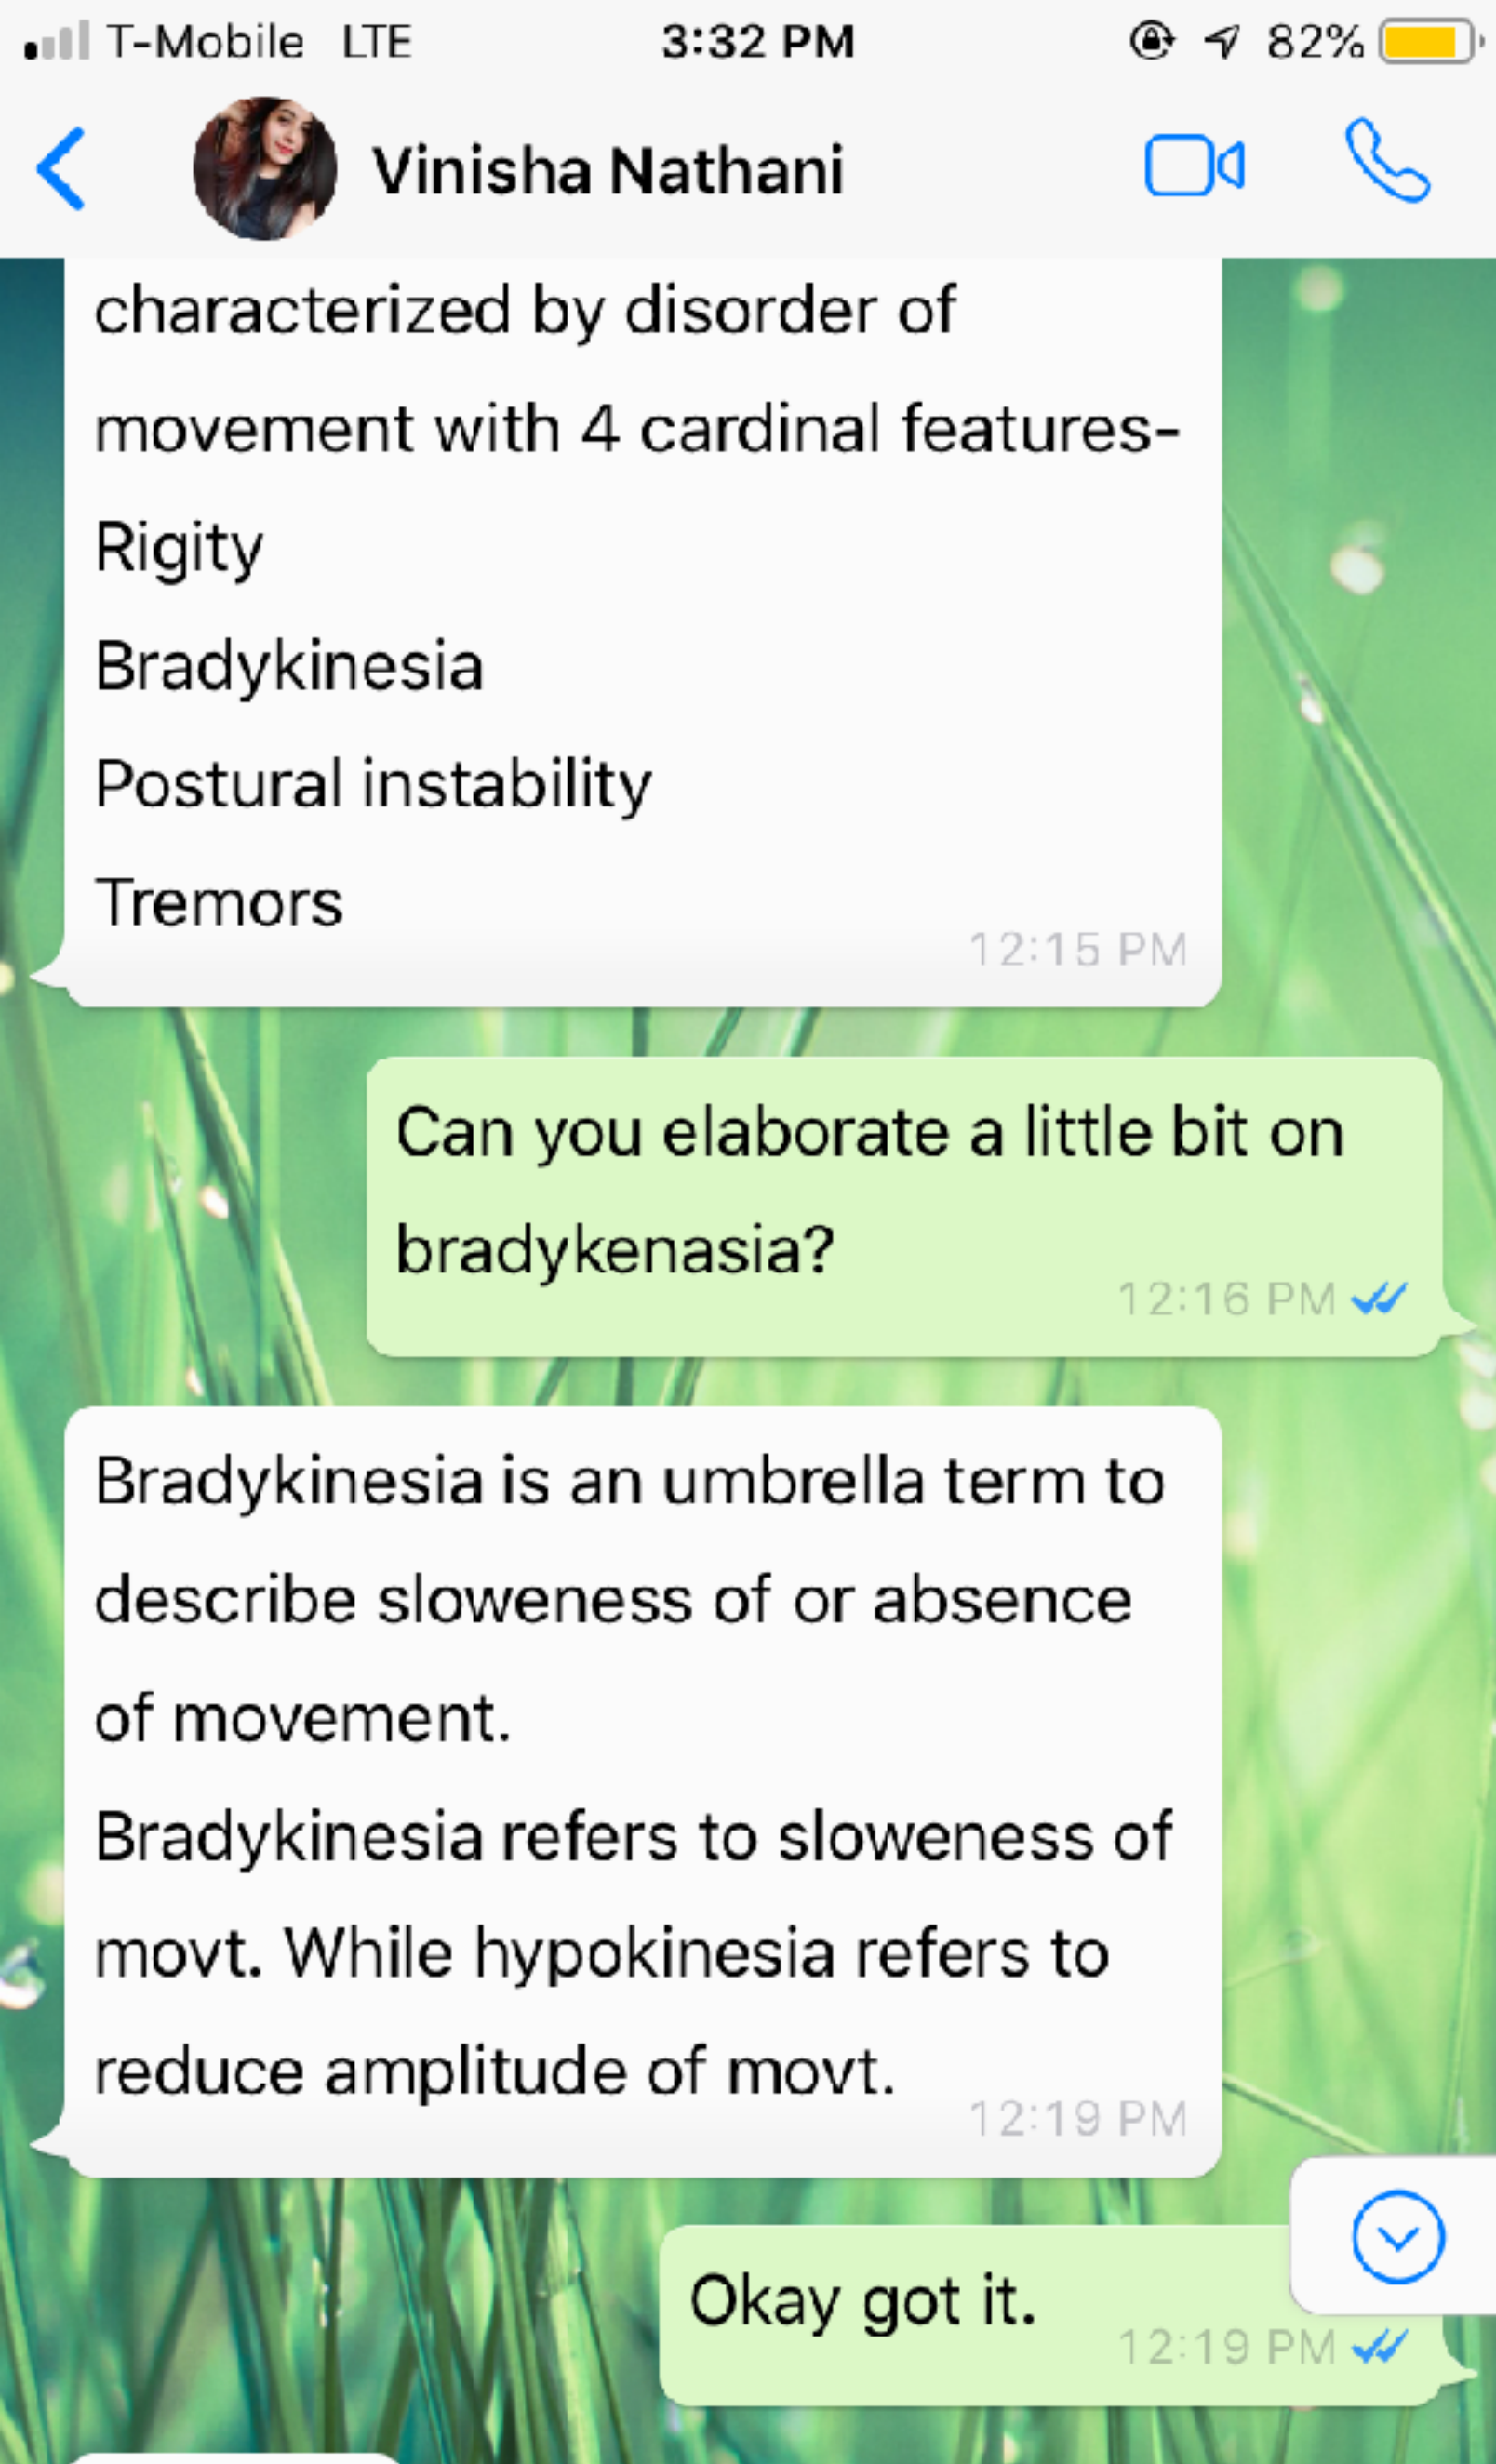 T-Mobile LTE 3:32 PM 82%
Vinisha Nathani
characterized by disorder of
movement with 4 cardinal features-
Rigity
Bradykinesia
Postural instability
Tremors
12:15 PM
Can you elaborate a little bit on
bradykenasia?
12:16 PM
Bradykinesia is an umbrella term to
describe sloweness of or absence
of movement.
Bradykinesia refers to sloweness of
movt. While hypokinesia refers to
reduce amplitude of movt.
12:19 PM
Okay got it.
12:19 PM